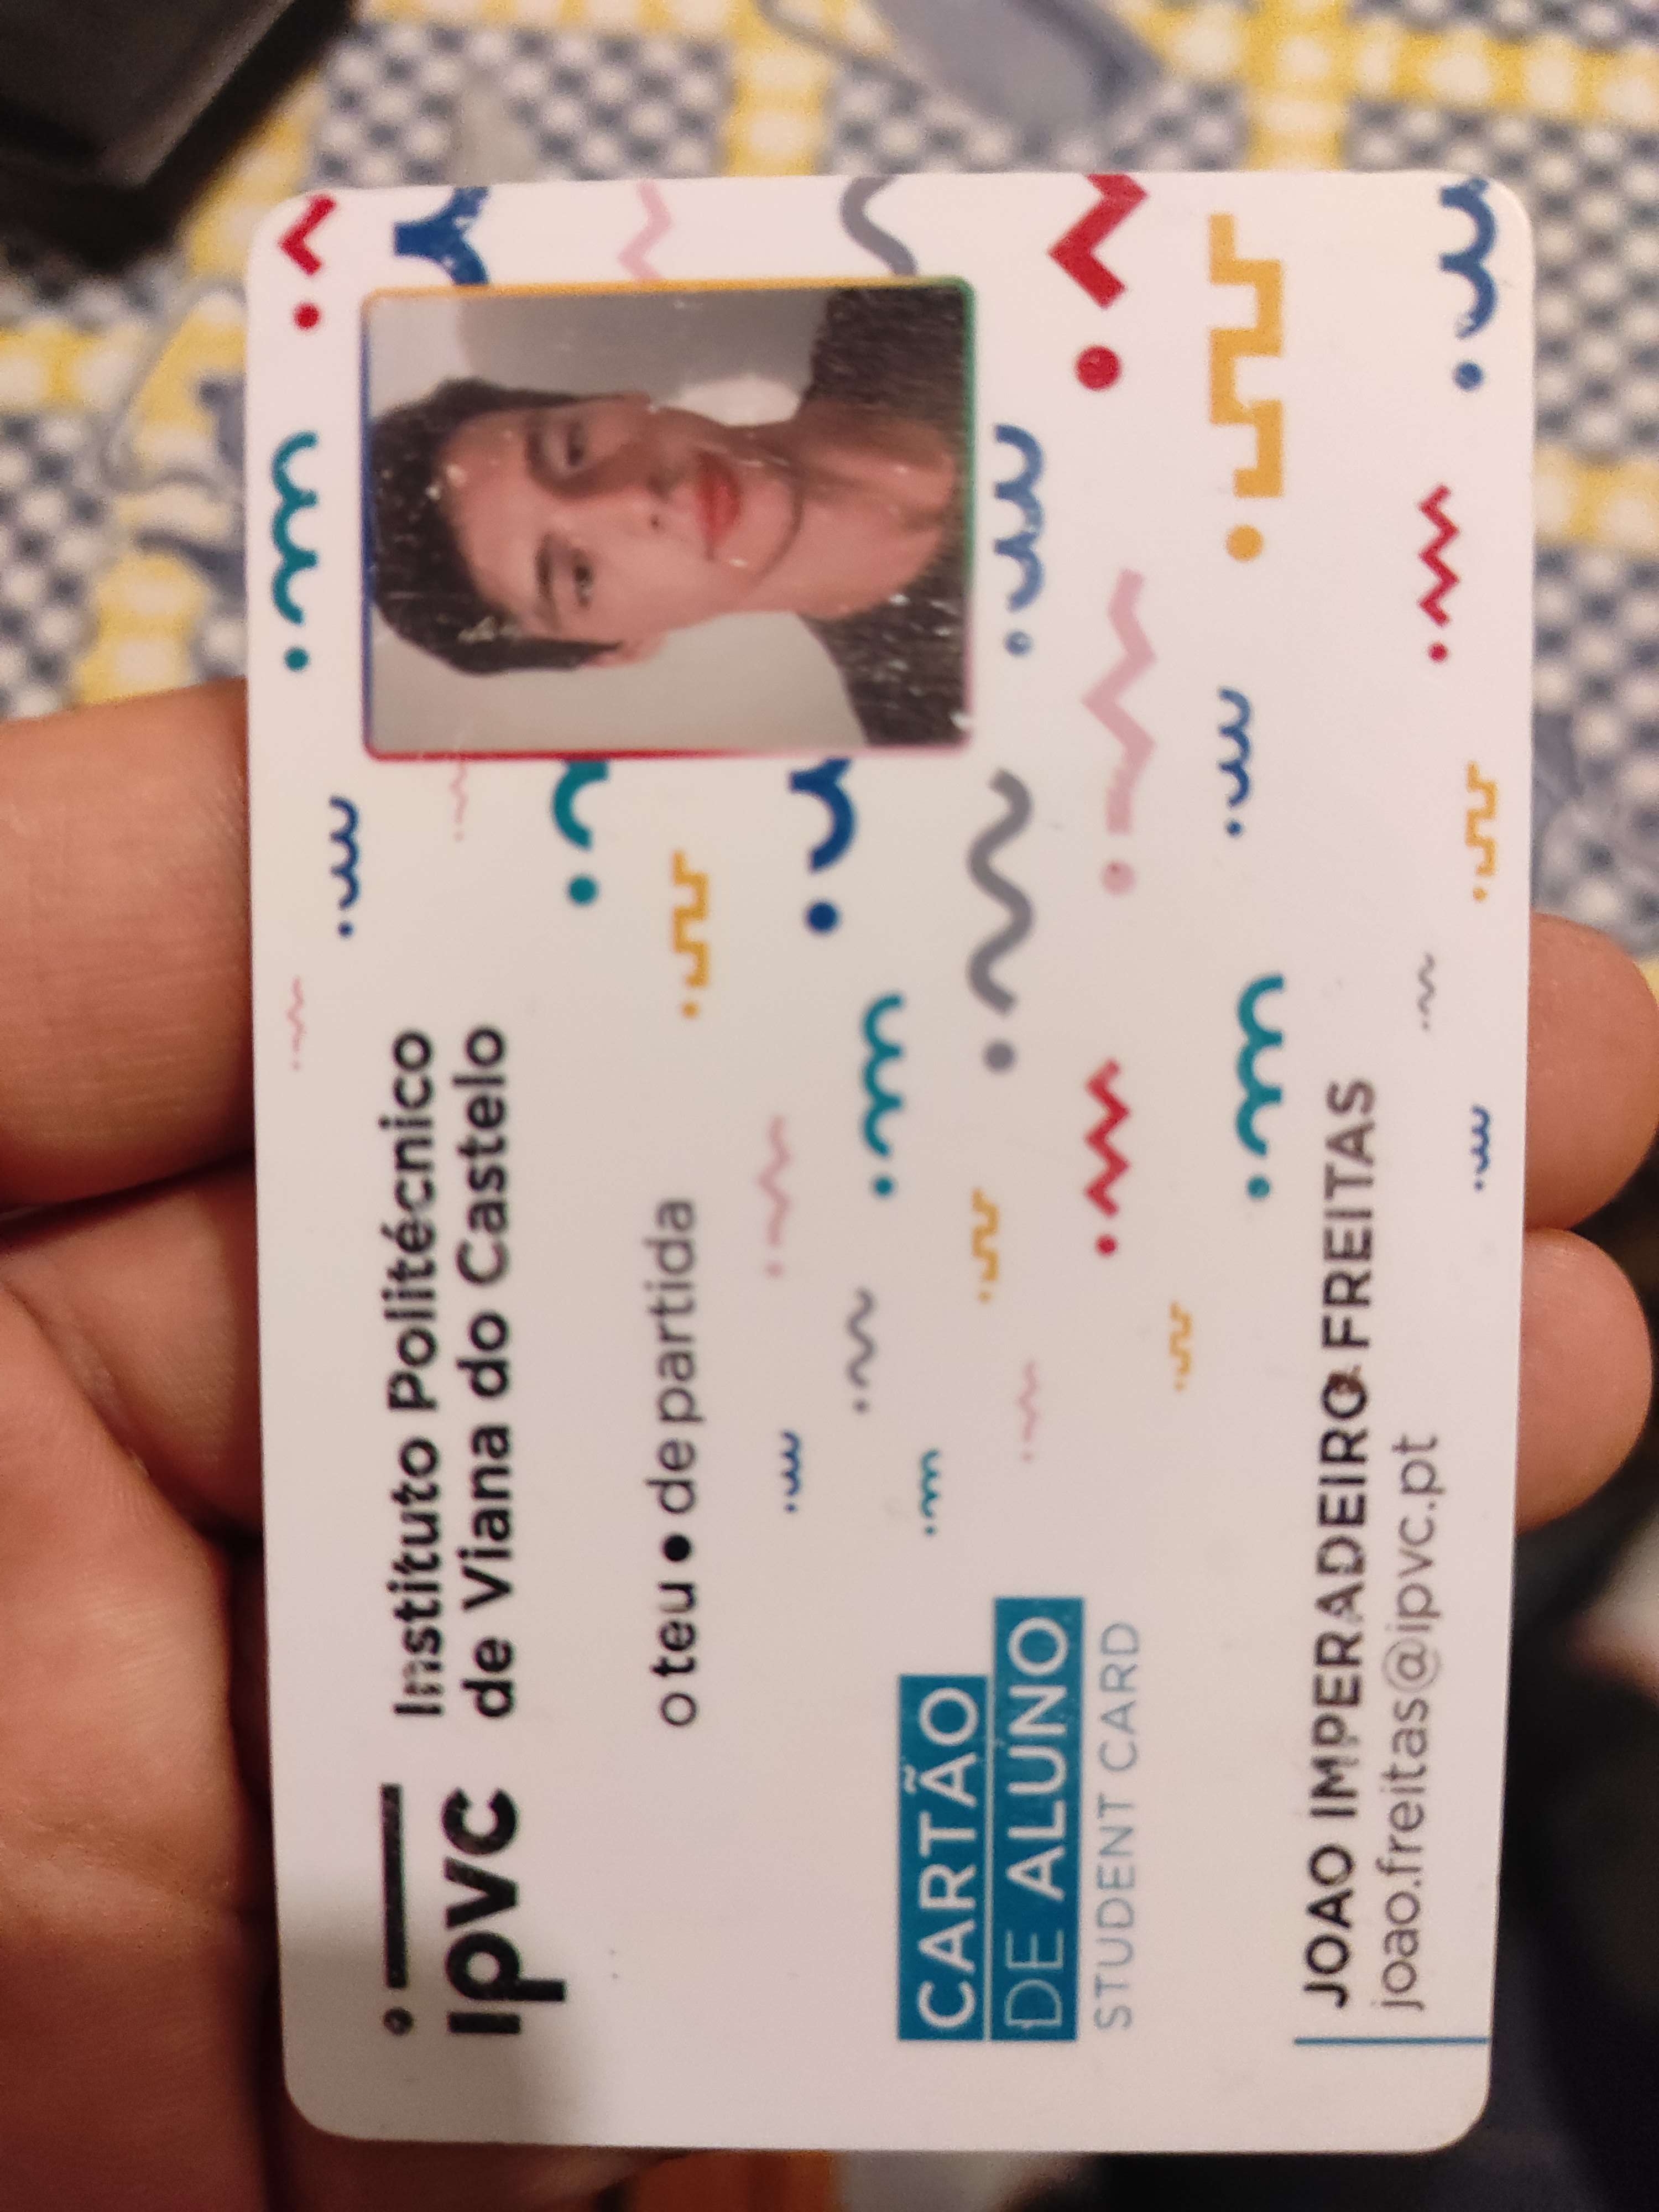 ipvc
Instituto Politécnico
de Viana do Castelo
o teu • de partida
CARTÃO
DE ALUNO
STUDENT CARD
JOAO IMPERADEIRO FREITAS
joao.freitas@ipvc.pt